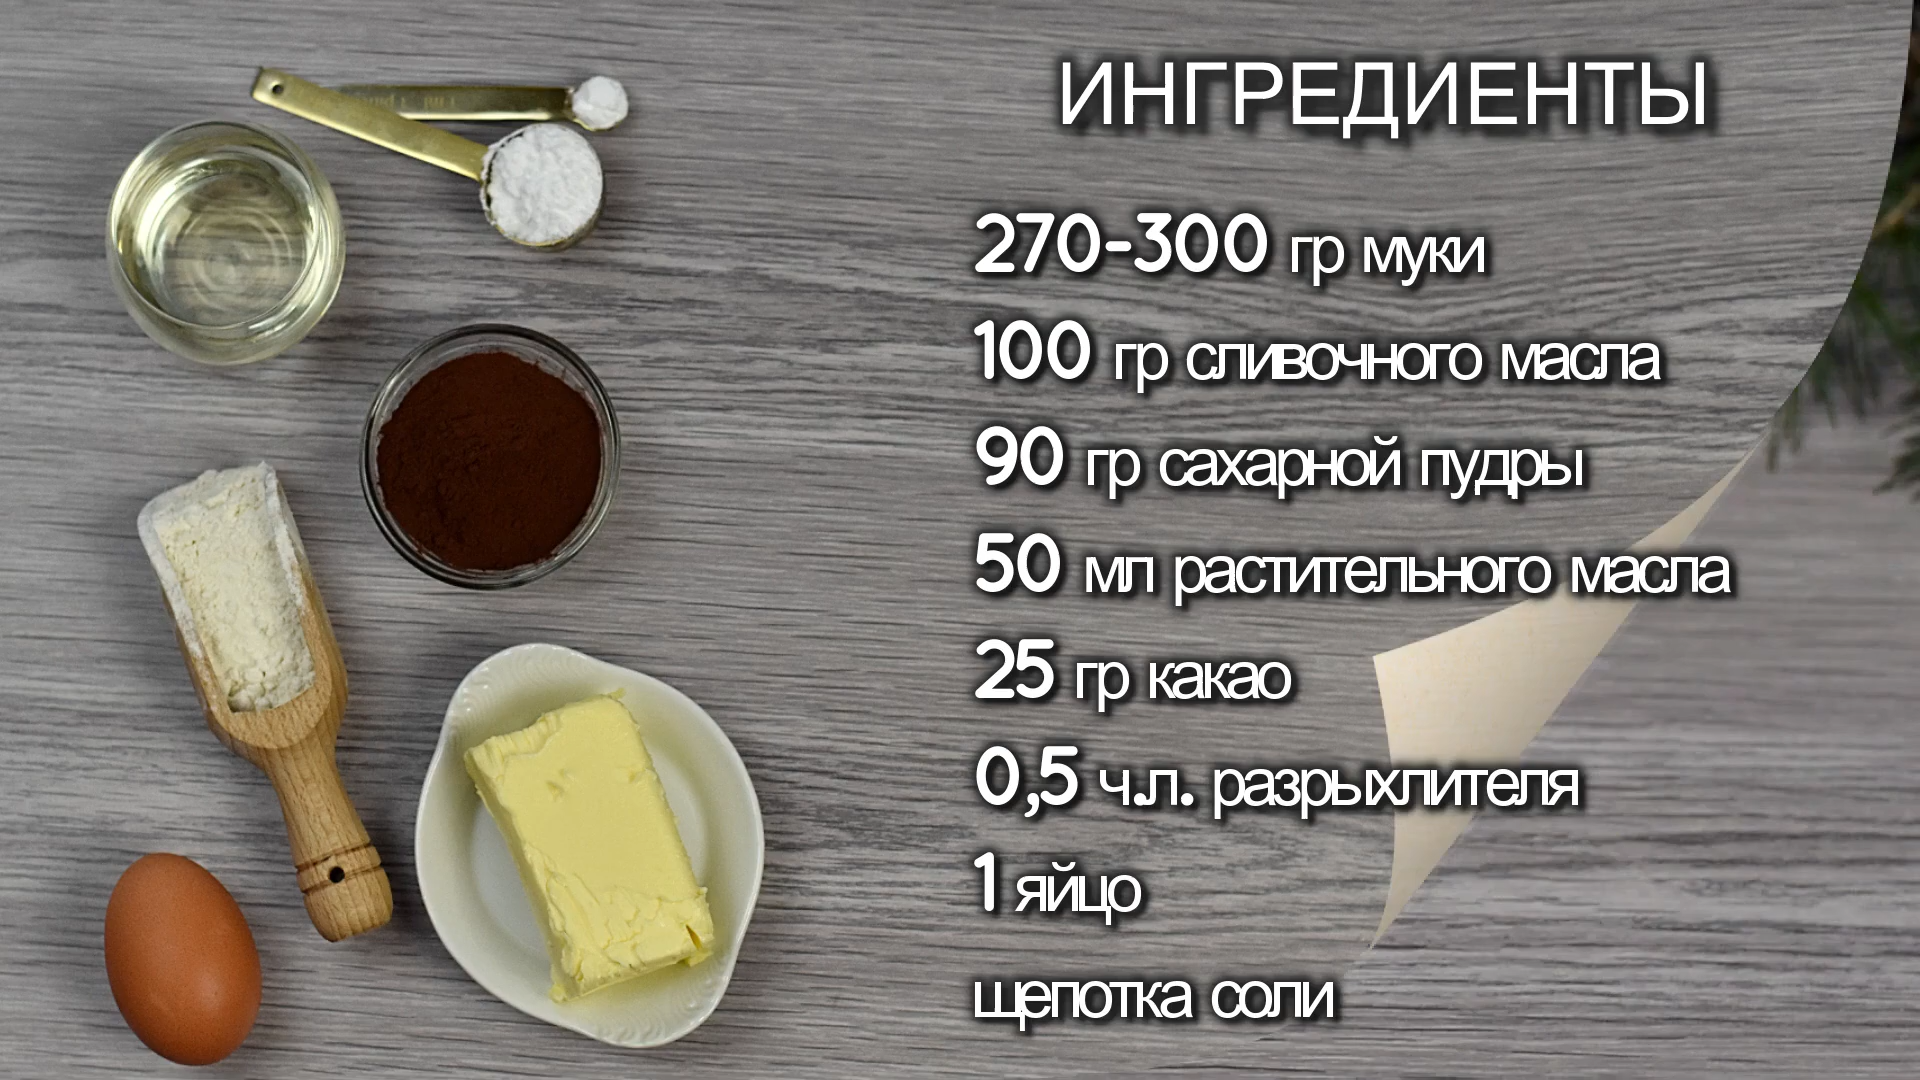 ИНГРЕДИЕНТЫ
270-300 гр муки
100 гр сливочного масла
90 гр сахарной пудры
50 мл растительного масла
25 гр какао
0,5 ч.л. разрыхлителя
1 яйцо
щепотка соли